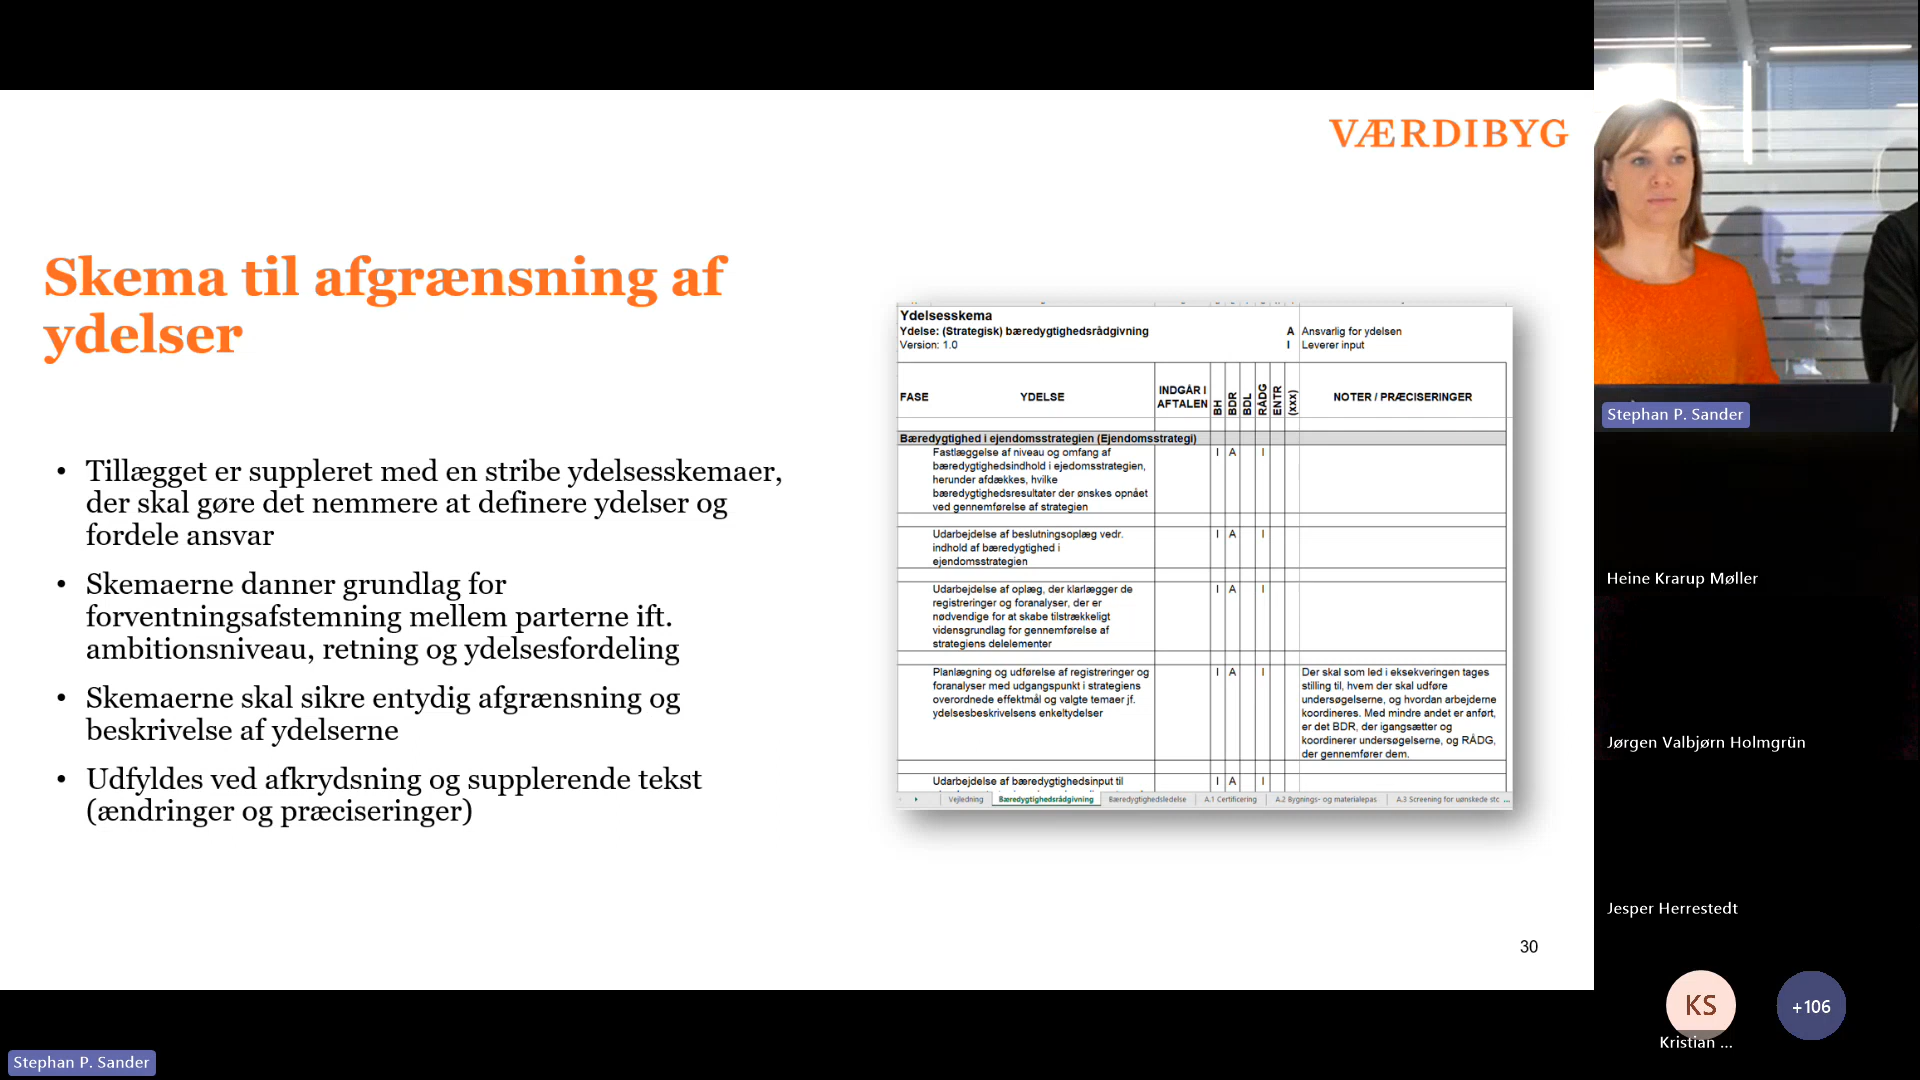 VÆRDIBYG
Skema til afgrænsning af
ydelser
• Tillægget er suppleret med en stribe ydelsesskemaer,
der skal gøre det nemmere at definere ydelser og
fordele ansvar
• Skemaerne danner grundlag for
forventningsafstemning mellem parterne ift.
ambitionsniveau, retning og ydelsesfordeling
• Skemaerne skal sikre entydig afgrænsning og
beskrivelse af ydelserne
• Udfyldes ved afkrydsning og supplerende tekst
(ændringer og præciseringer)
Ydelsesskema
Ydelse: (Strategisk) bæredygtighedsrådgivning
Version: 1.0
A Ansvarlig for ydelsen
I Leverer input
FASE YDELSE INDGÅR I AFTALEN BH BDR BDL RÅDG ENTR (xxx) NOTER / PRÆCISERINGER
Bæredygtighed i ejendomsstrategien (Ejendomsstrategi)
Fastlæggelse af niveau og omfang af I A I
bæredygtighedsindhold i ejedomsstrategien,
herunder afdækkes, hvilke
bæredygtighedsresultater der ønskes opnået
ved gennemførelse af strategien
Udarbejdelse af beslutningsoplæg vedr. I A I
indhold af bæredygtighed i
ejendomsstrategien
Udarbejdelse af oplæg, der klarlægger de I A I
registreringer og foranalyser, der er
nødvendige for at skabe tilstrækkeligt
vidensgrundlag for gennemførelse af
strategiens delelementer
Planlægning og udførelse af registreringer og I A I
foranalyser med udgangspunkt i strategiens
overordnede effektmål og valgte temaer jf.
ydelsesbeskrivelsens enkeltydelser
Der skal som led i eksekveringen tages
stilling til, hvem der skal udføre
undersøgelserne, og hvordan arbejderne
koordineres. Med mindre andet er anført,
er det BDR, der igangsætter og
koordinerer undersøgelserne, og RÅDG,
der gennemfører dem.
Udarbejdelse af bæredygtighedsinput til I A I
Vejledning Bæredygtighedsrådgivning Bæredygtighedsledelse A.1 Certificering A.2 Bygnings- og materialepas A.3 Screening for uønskede stc ...
30
Stephan P. Sander
Heine Krarup Møller
Jørgen Valbjørn Holmgrün
Jesper Herrestedt
KS
+106
Kristian ...
Stephan P. Sander